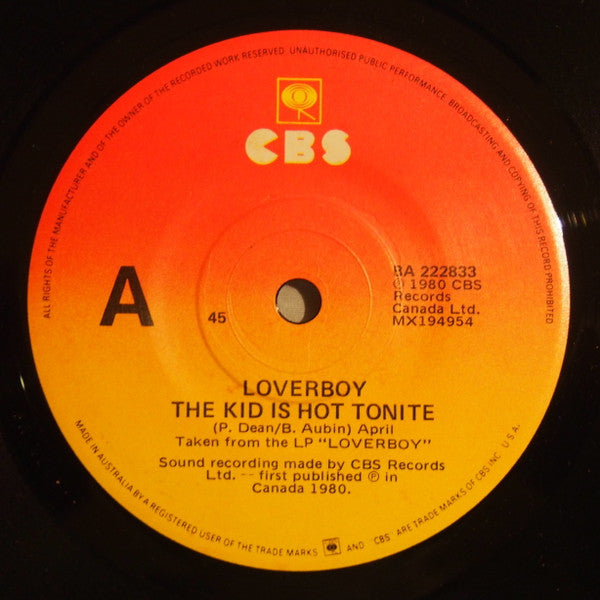 ALL RIGHTS OF THE MANUFACTURER AND OF THE OWNER OF THE RECORDED WORK RESERVED. UNAUTHORISED PUBLIC PERFORMANCE, BROADCASTING AND COPYING OF THIS RECORD PROHIBITED
CBS
A
45
BA 222833
℗ 1980 CBS
Records
Canada Ltd.
MX194954
LOVERBOY
THE KID IS HOT TONITE
(P. Dean/B. Aubin) April
Taken from the LP "LOVERBOY"
Sound recording made by CBS Records
Ltd. -- first published ℗ in
Canada 1980.
MADE IN AUSTRALIA BY A REGISTERED USER OF THE TRADE MARKS AND CBS ARE TRADE MARKS OF CBS INC U.S.A.